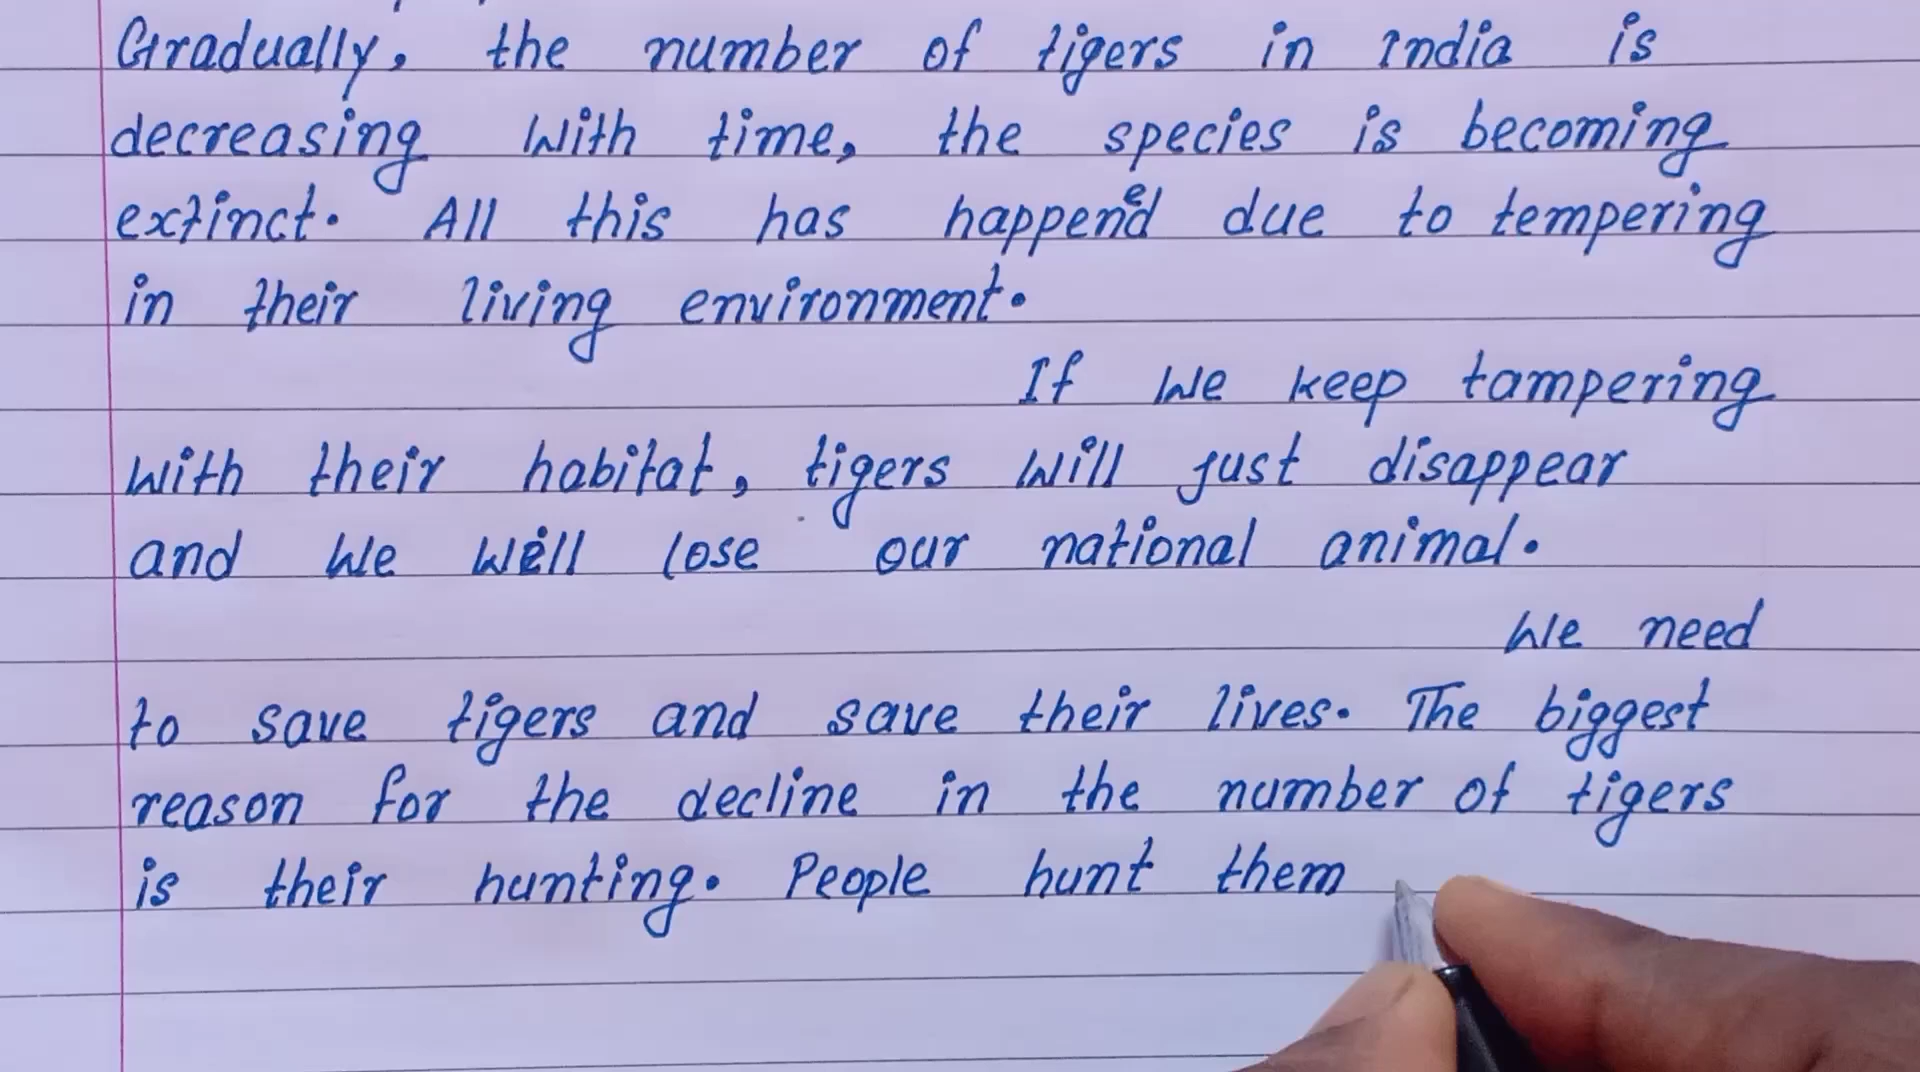 Gradually, the number of tigers in India is
decreasing with time, the species is becoming
extinct. All this has happened due to tempering
in their living environment.
If we keep tampering
with their habitat, tigers will just disappear
and we will lose our national animal.
We need
to save tigers and save their lives. The biggest
reason for the decline in the number of tigers
is their hunting. People hunt them